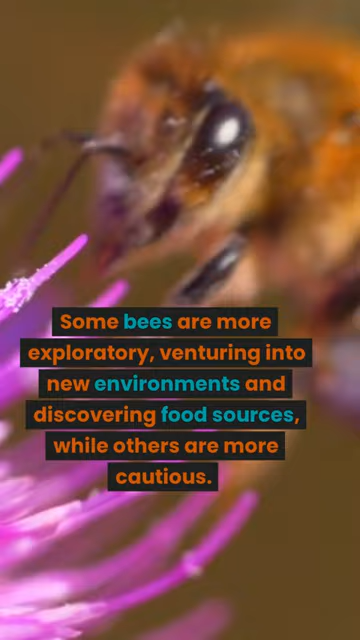 Some bees are more
exploratory, venturing into
new environments and
discovering food sources,
while others are more
cautious.